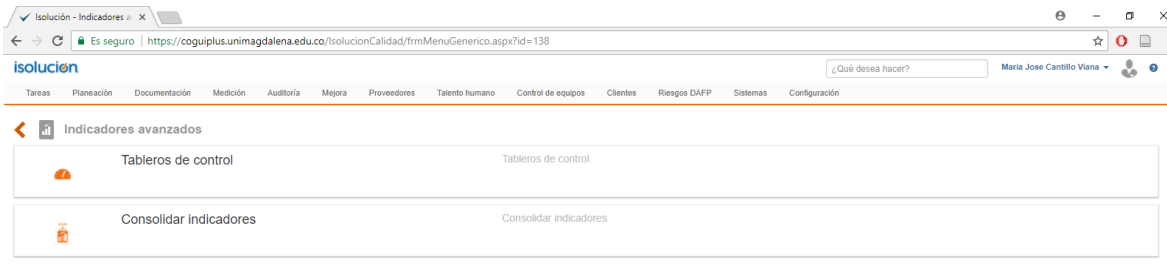 Isolución - Indicadores a
Es seguro | https://coguiplus.unimagdalena.edu.co/IsolucionCalidad/frmMenuGenerico.aspx?id=138
isolución
¿Qué desea hacer?
Maria Jose Cantillo Viana
Tareas Planeación Documentación Medición Auditoría Mejora Proveedores Talento humano Control de equipos Clientes Riesgos DAFP Sistemas Configuración
Indicadores avanzados
Tableros de control Tableros de control
Consolidar indicadores Consolidar indicadores